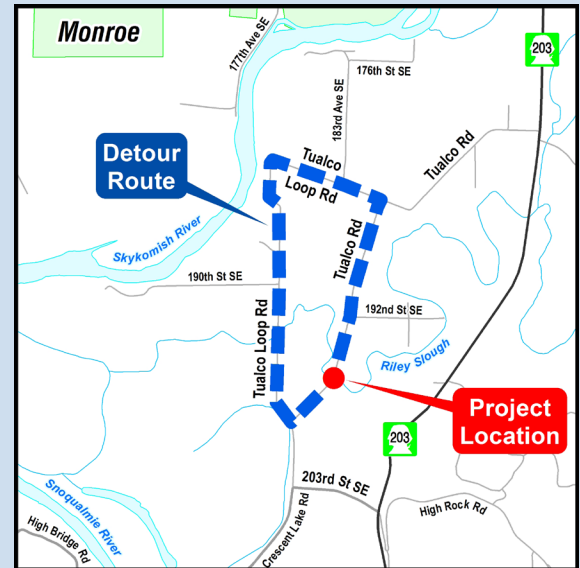 Monroe
177th Ave SE
176th St SE
203
183rd Ave SE
Tualco Rd
Tualco
Loop Rd
Detour
Route
Tualco Rd
Skykomish River
190th St SE
192nd St SE
Tualco Loop Rd
Riley Slough
Project
Location
203
203rd St SE
Snoqualmie River
High Bridge Rd
Crescent Lake Rd
High Rock Rd